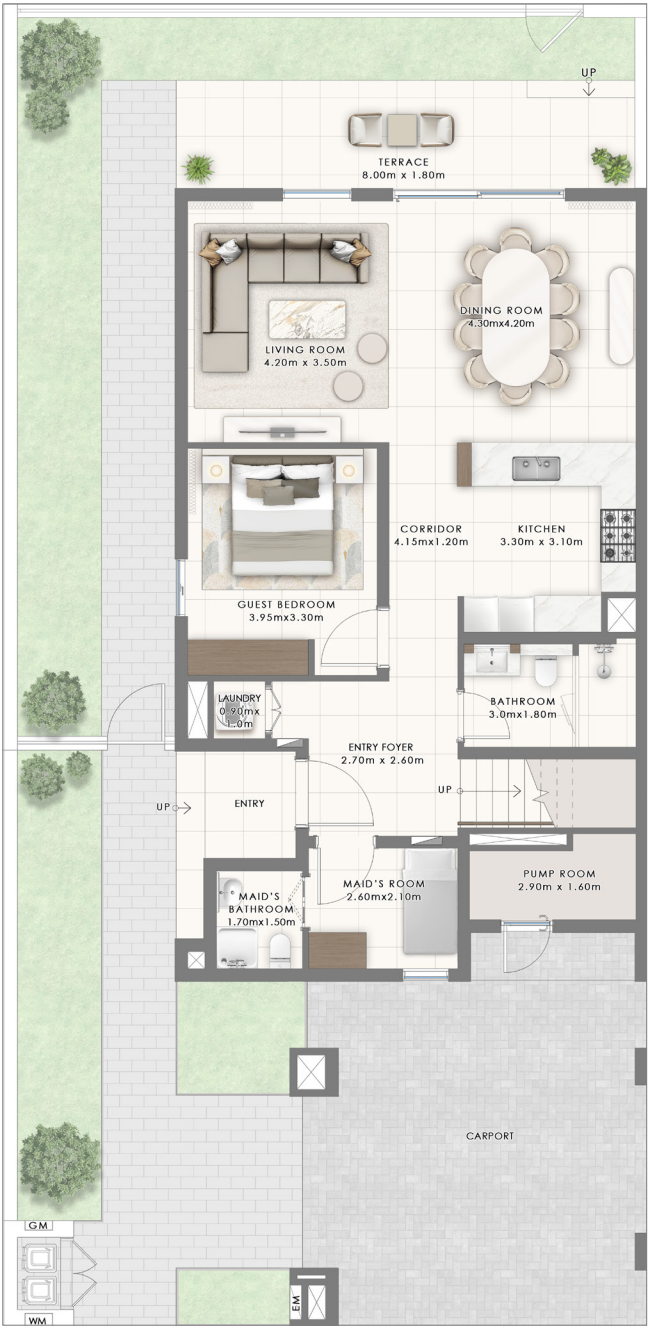 UP
TERRACE
8.00m x 1.80m
DINING ROOM
4.30mx4.20m
LIVING ROOM
4.20m x 3.50m
CORRIDOR
4.15mx1.20m
KITCHEN
3.30m x 3.10m
GUEST BEDROOM
3.95mx3.30m
LAUNDRY
0.90mx
1.0m
BATHROOM
3.0mx1.80m
ENTRY FOYER
2.70m x 2.60m
UP
ENTRY
UP
PUMP ROOM
2.90m x 1.60m
MAID'S ROOM
2.60mx2.10m
MAID'S
BATHROOM
1.70mx1.50m
CARPORT
GM
EM
WM